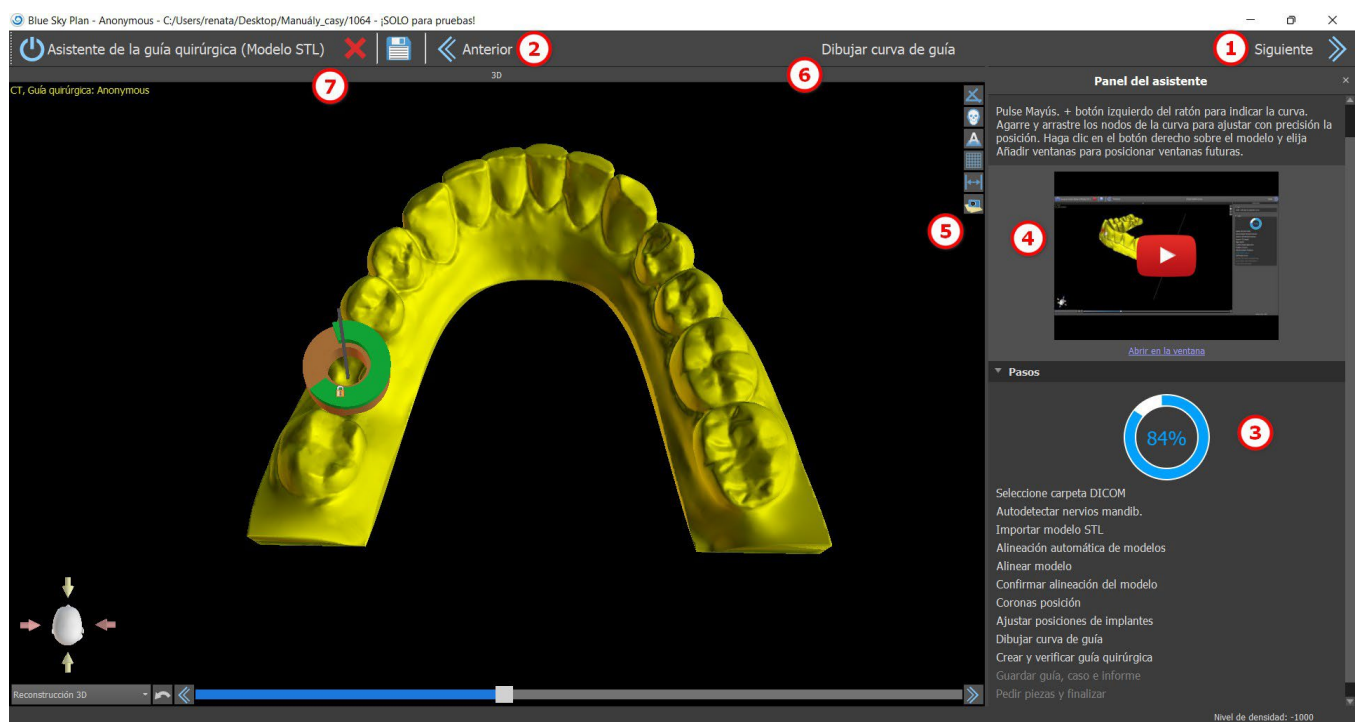 Blue Sky Plan - Anonymous - C:/Users/renata/Desktop/Manuály_casy/1064 - ¡SOLO para pruebas!
Asistente de la guía quirúrgica (Modelo STL)
Anterior
2
Dibujar curva de guía
1
Siguiente
7
3D
6
Panel del asistente
CT, Guía quirúrgica: Anonymous
Pulse Mayús. + botón izquierdo del ratón para indicar la curva.
Agarre y arrastre los nodos de la curva para ajustar con precisión la
posición. Haga clic en el botón derecho sobre el modelo y elija
Añadir ventanas para posicionar ventanas futuras.
A
5
4
Abrir en la ventana
Pasos
84%
3
Seleccione carpeta DICOM
Autodetectar nervios mandib.
Importar modelo STL
Alineación automática de modelos
Alinear modelo
Confirmar alineación del modelo
Coronas posición
Ajustar posiciones de implantes
Dibujar curva de guía
Crear y verificar guía quirúrgica
Guardar guía, caso e informe
Pedir piezas y finalizar
Reconstrucción 3D
Nivel de densidad: -1000